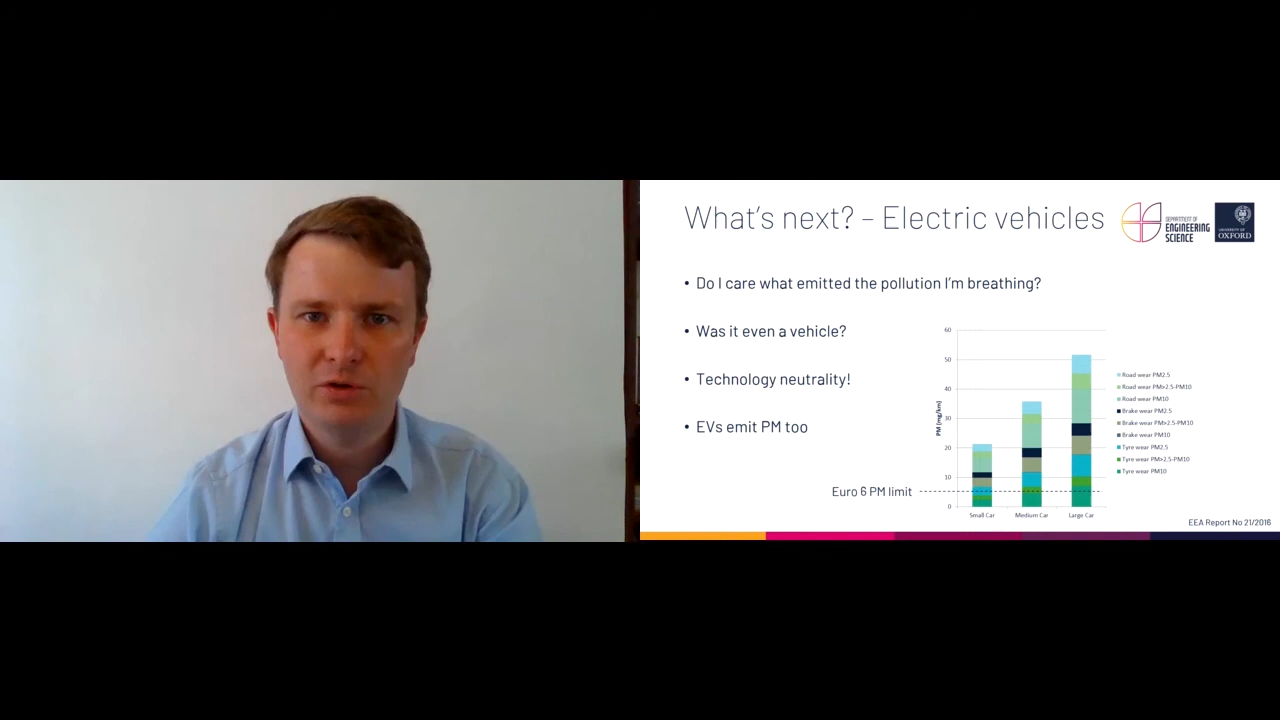 What's next? – Electric vehicles
DEPARTMENT OF
ENGINEERING
SCIENCE
UNIVERSITY OF
OXFORD
• Do I care what emitted the pollution I'm breathing?
• Was it even a vehicle?
• Technology neutrality!
• EVs emit PM too
Euro 6 PM limit
PM (mg/km)
60
50
40
30
20
10
0
Small Car
Medium Car
Large Car
Road wear PM2.5
Road wear PM>2.5-PM10
Road wear PM10
Brake wear PM2.5
Brake wear PM>2.5-PM10
Brake wear PM10
Tyre wear PM2.5
Tyre wear PM>2.5-PM10
Tyre wear PM10
EEA Report No 21/2016